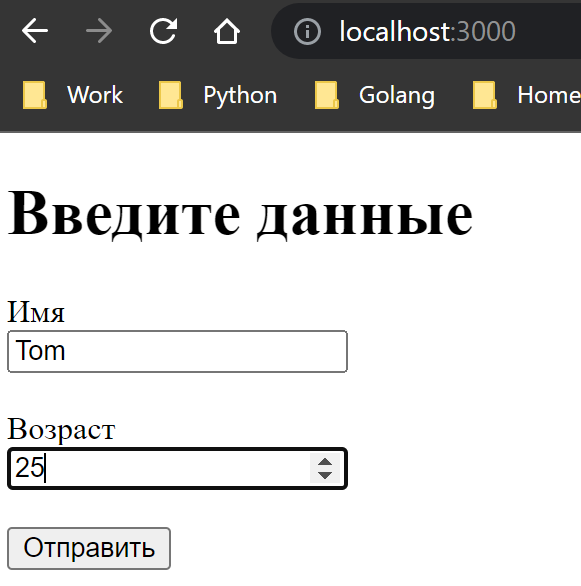 localhost:3000
Work Python Golang Home
Введите данные
Имя
Tom
Возраст
25
Отправить